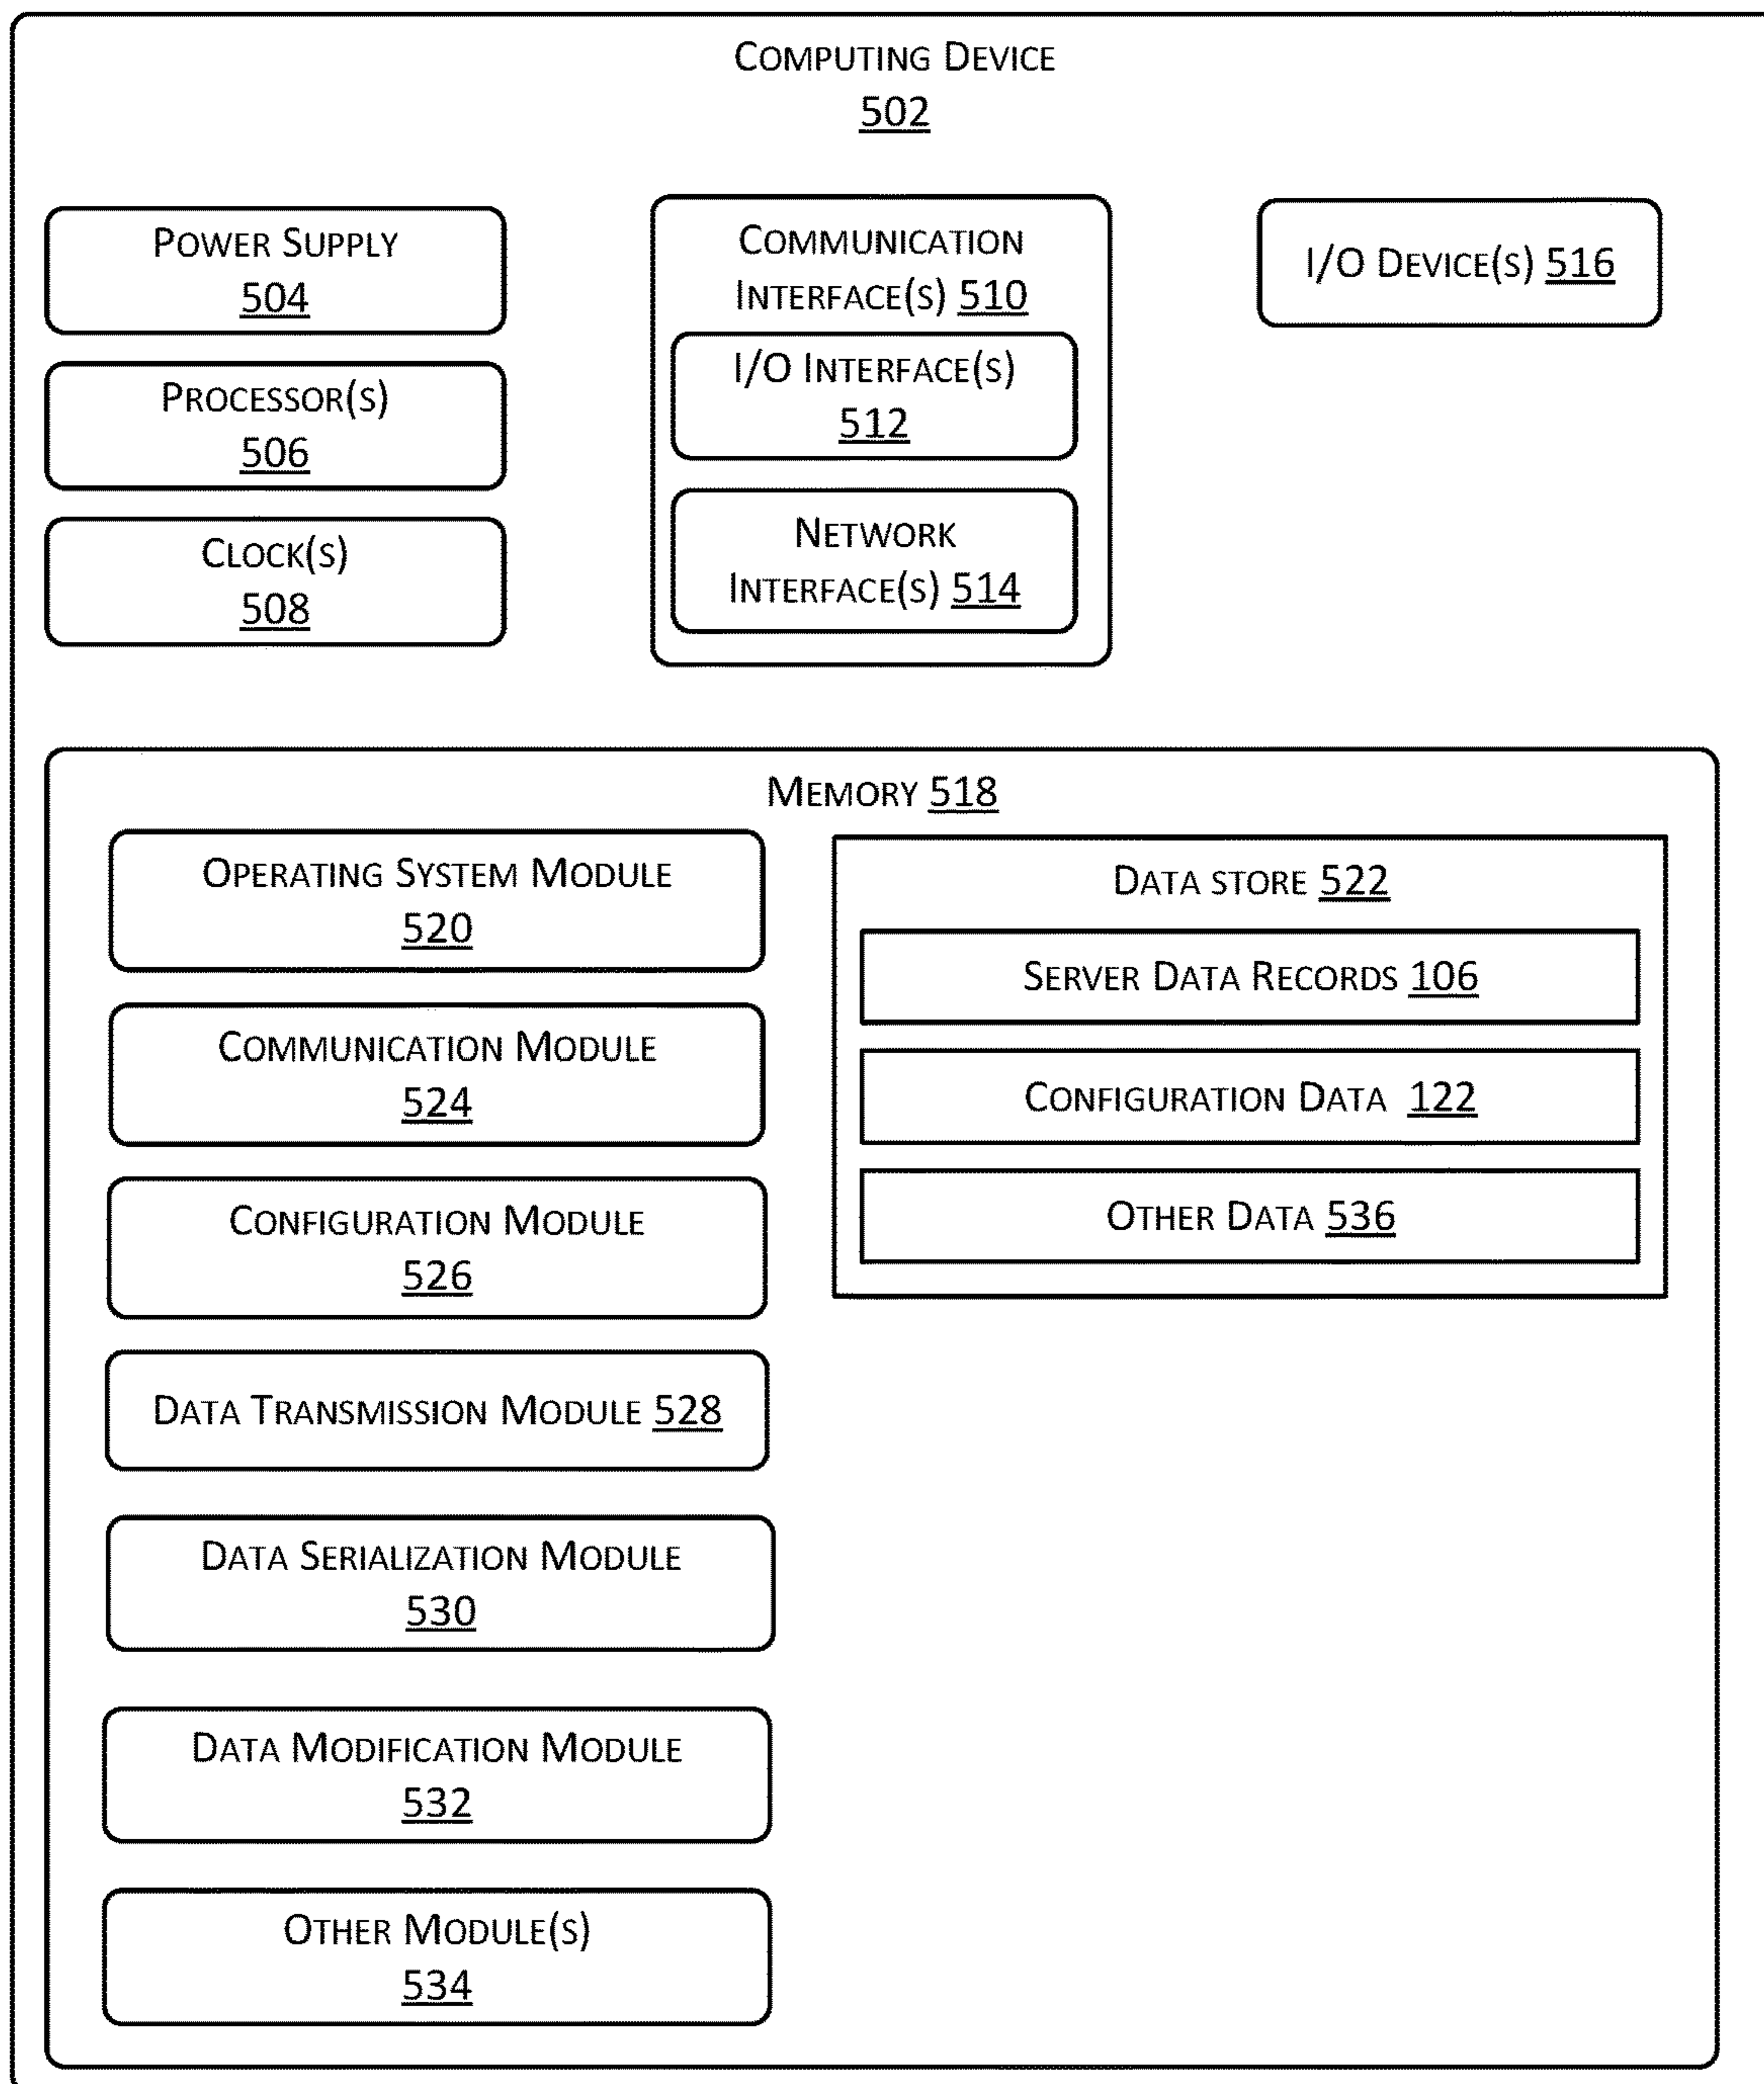 COMPUTING DEVICE
502
POWER SUPPLY
504
PROCESSOR(S)
506
CLOCK(S)
508
COMMUNICATION
INTERFACE(S) 510
I/O INTERFACE(S)
512
NETWORK
INTERFACE(S) 514
I/O DEVICE(S) 516
MEMORY 518
OPERATING SYSTEM MODULE
520
COMMUNICATION MODULE
524
CONFIGURATION MODULE
526
DATA TRANSMISSION MODULE 528
DATA SERIALIZATION MODULE
530
DATA MODIFICATION MODULE
532
OTHER MODULE(S)
534
DATA STORE 522
SERVER DATA RECORDS 106
CONFIGURATION DATA 122
OTHER DATA 536